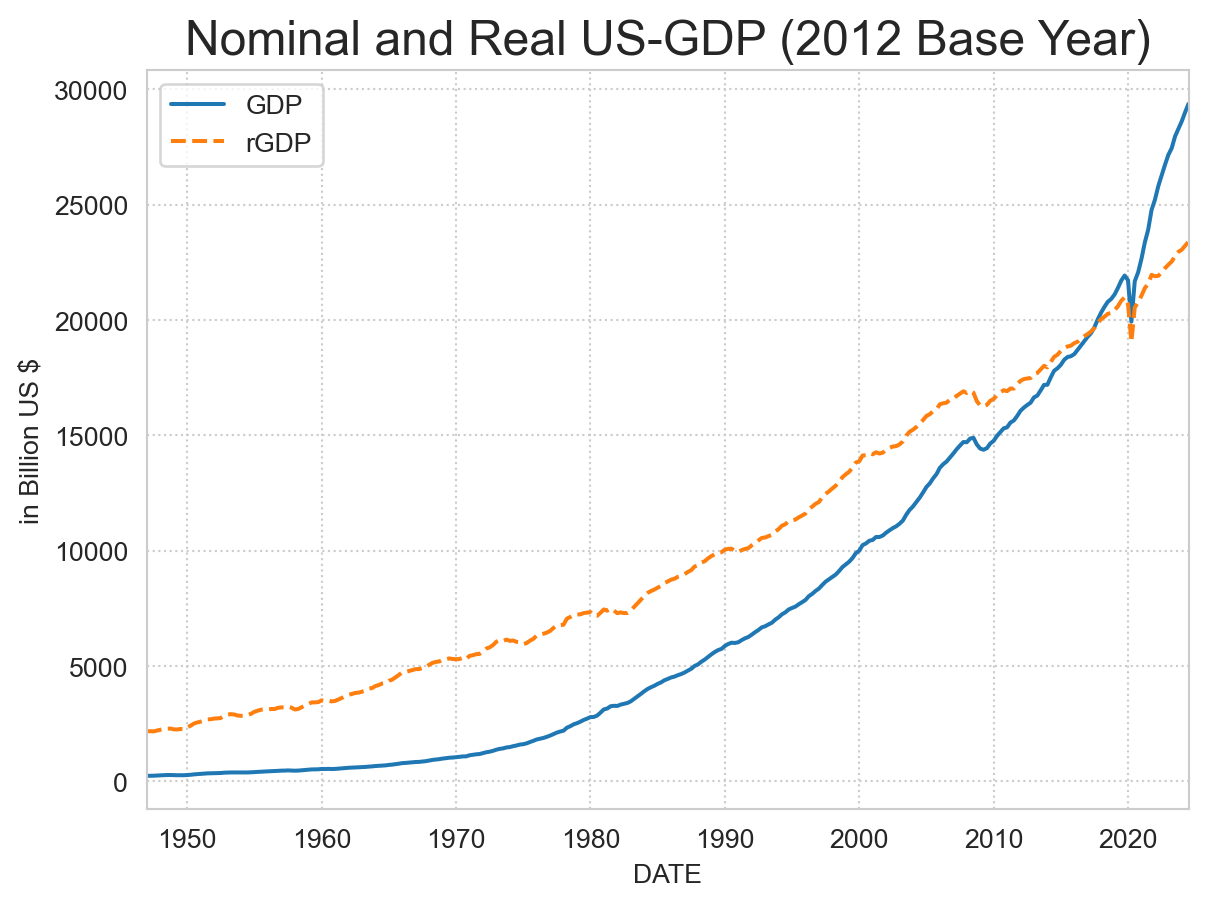 Nominal and Real US-GDP (2012 Base Year)
GDP
rGDP
30000
25000
20000
15000
10000
5000
0
in Billion US $
1950 1960 1970 1980 1990 2000 2010 2020
DATE